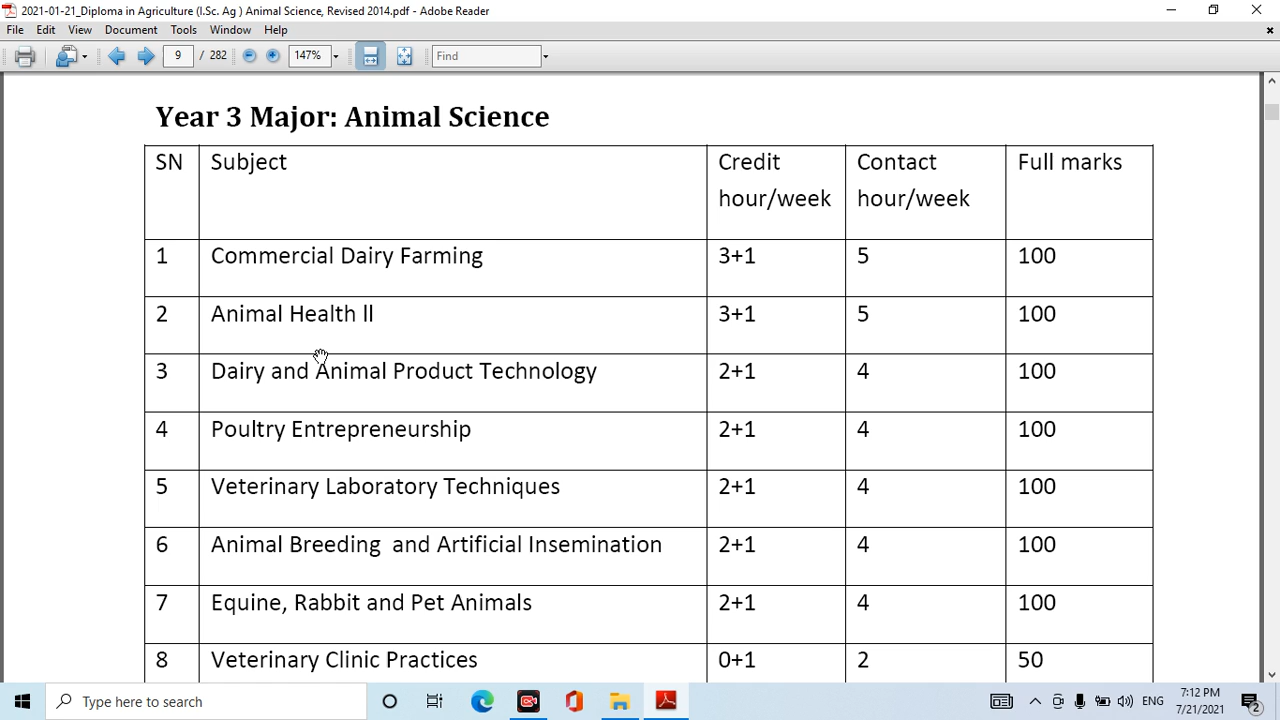 2021-01-21_Diploma in Agriculture (I.Sc. Ag ) Animal Science, Revised 2014.pdf - Adobe Reader
File Edit View Document Tools Window Help
9 / 282 147% Find
Year 3 Major: Animal Science
SN Subject Credit hour/week Contact hour/week Full marks
1 Commercial Dairy Farming 3+1 5 100
2 Animal Health ll 3+1 5 100
3 Dairy and Animal Product Technology 2+1 4 100
4 Poultry Entrepreneurship 2+1 4 100
5 Veterinary Laboratory Techniques 2+1 4 100
6 Animal Breeding and Artificial Insemination 2+1 4 100
7 Equine, Rabbit and Pet Animals 2+1 4 100
8 Veterinary Clinic Practices 0+1 2 50
Type here to search ENG 7:12 PM
7/21/2021 2